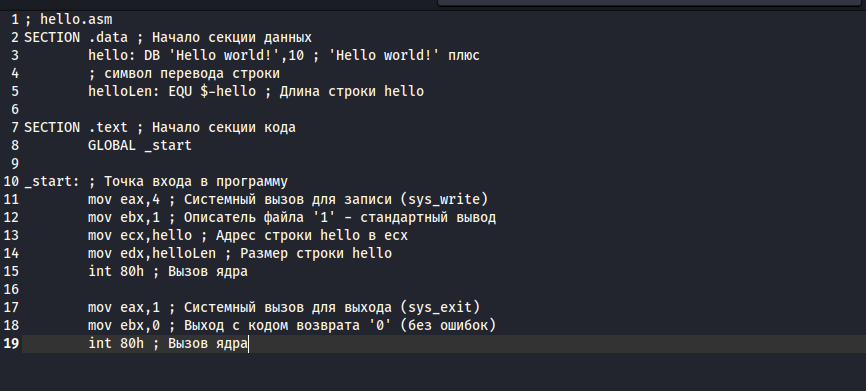 1 ; hello.asm
2 SECTION .data ; Начало секции данных
3 hello: DB 'Hello world!',10 ; 'Hello world!' плюс
4 ; символ перевода строки
5 helloLen: EQU $-hello ; Длина строки hello
6
7 SECTION .text ; Начало секции кода
8 GLOBAL _start
9
10 _start: ; Точка входа в программу
11 mov eax,4 ; Системный вызов для записи (sys_write)
12 mov ebx,1 ; Описатель файла '1' - стандартный вывод
13 mov ecx,hello ; Адрес строки hello в ecx
14 mov edx,helloLen ; Размер строки hello
15 int 80h ; Вызов ядра
16
17 mov eax,1 ; Системный вызов для выхода (sys_exit)
18 mov ebx,0 ; Выход с кодом возврата '0' (без ошибок)
19 int 80h ; Вызов ядра